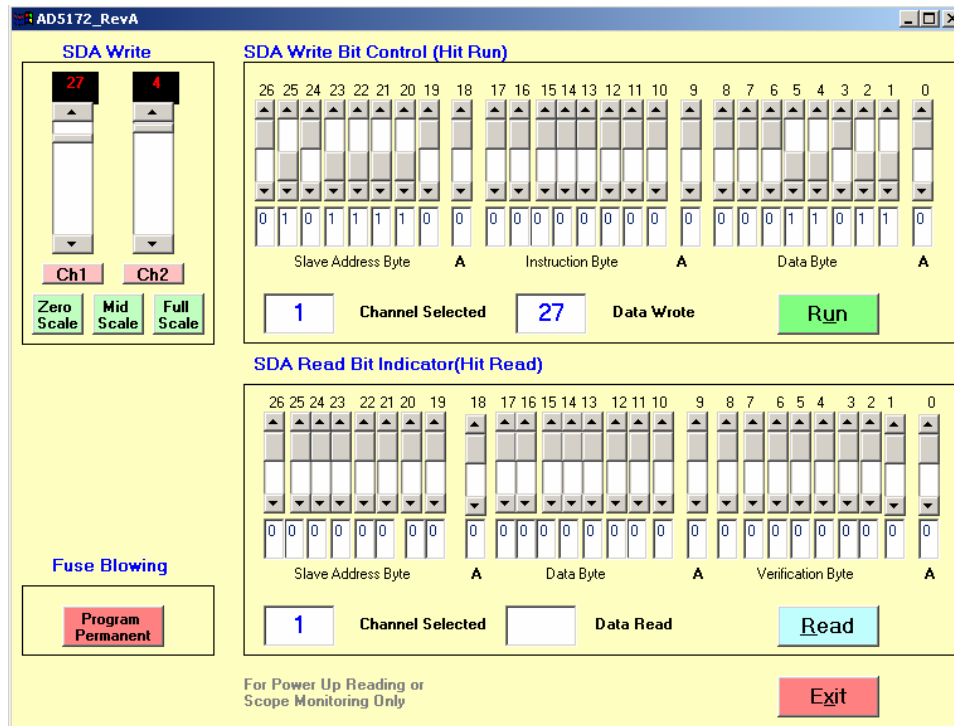 AD5172_RevA
SDA Write
27 4
Ch1 Ch2
Zero Scale Mid Scale Full Scale
SDA Write Bit Control (Hit Run)
26 25 24 23 22 21 20 19 18 17 16 15 14 13 12 11 10 9 8 7 6 5 4 3 2 1 0
0 1 0 1 1 1 1 0 0 0 0 0 0 0 0 0 0 0 0 0 0 1 1 0 1 1 0
Slave Address Byte A Instruction Byte A Data Byte A
1 Channel Selected 27 Data Wrote Run
SDA Read Bit Indicator(Hit Read)
26 25 24 23 22 21 20 19 18 17 16 15 14 13 12 11 10 9 8 7 6 5 4 3 2 1 0
0 0 0 0 0 0 0 0 0 0 0 0 0 0 0 0 0 0 0 0 0 0 0 0 0 0 0
Slave Address Byte A Data Byte A Verification Byte A
1 Channel Selected Data Read Read
Fuse Blowing
Program
Permanent
For Power Up Reading or
Scope Monitoring Only
Exit